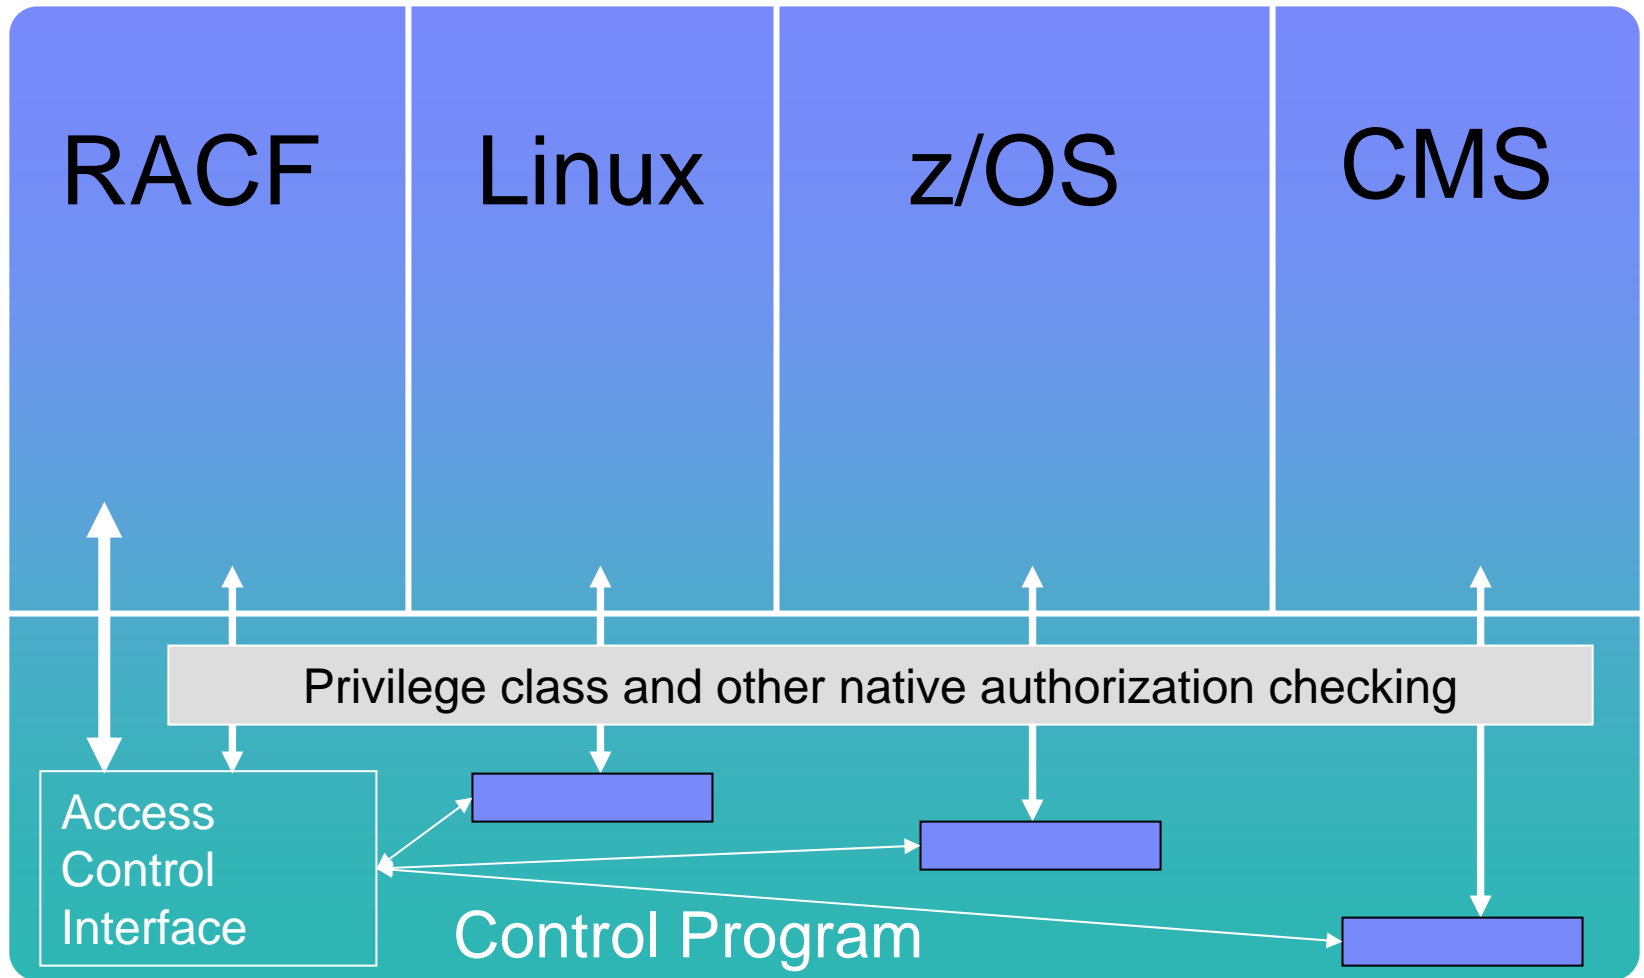 RACF
Linux
z/OS
CMS
Privilege class and other native authorization checking
Access
Control
Interface
Control Program